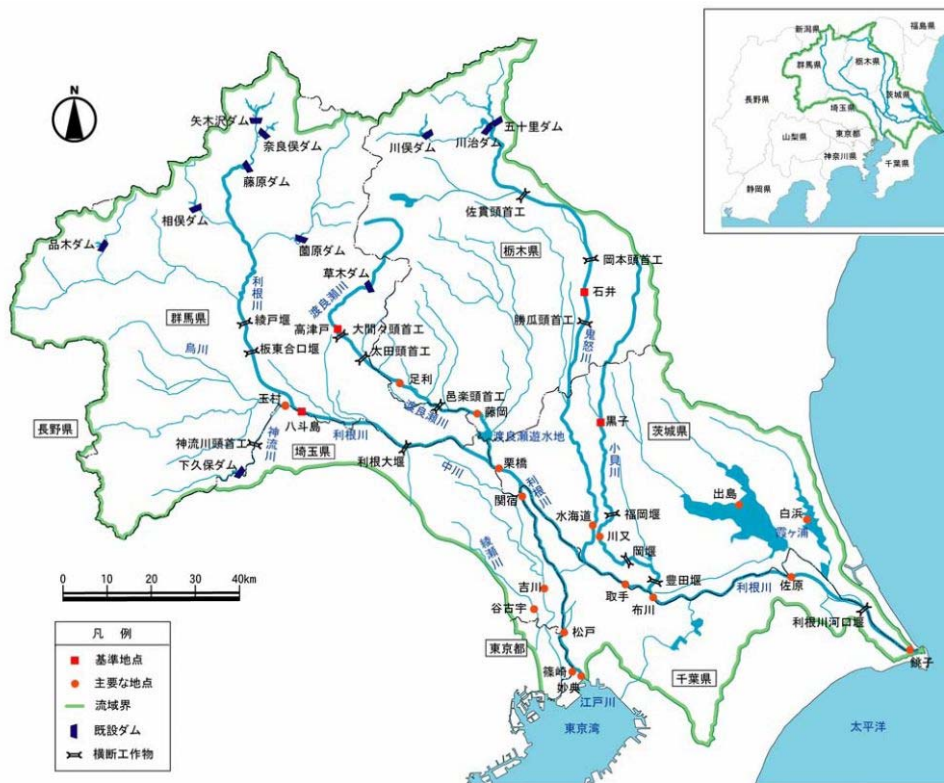 新潟県
福島県
群馬県
栃木県
長野県
茨城県
埼玉県
山梨県
東京都
神奈川県
千葉県
静岡県
N
矢木沢ダム
奈良俣ダム
藤原ダム
相俣ダム
品木ダム
薗原ダム
川俣ダム
川治ダム
五十里ダム
佐貫頭首工
栃木県
岡本頭首工
草木ダム
渡良瀬川
石井
利根川
高津戸
大間々頭首工
勝瓜頭首工
鬼怒川
群馬県
綾戸堰
烏川
板東合口堰
太田頭首工
足利
邑楽頭首工
渡良瀬川
藤岡
渡良瀬遊水地
黒子
小貝川
茨城県
玉村
八斗島
利根川
長野県
神流川頭首工
神流川
埼玉県
下久保ダム
利根大堰
中川
栗橋
利根川
関宿
水海道
福岡堰
川又
岡堰
出島
白浜
霞ヶ浦
綾瀬川
豊田堰
吉川
取手
布川
利根川
佐原
谷古宇
利根川河口堰
松戸
東京都
銚子
篠崎
妙典
千葉県
江戸川
東京湾
太平洋
0 10 20 40km
凡 例
基準地点
主要な地点
流域界
既設ダム
横断工作物